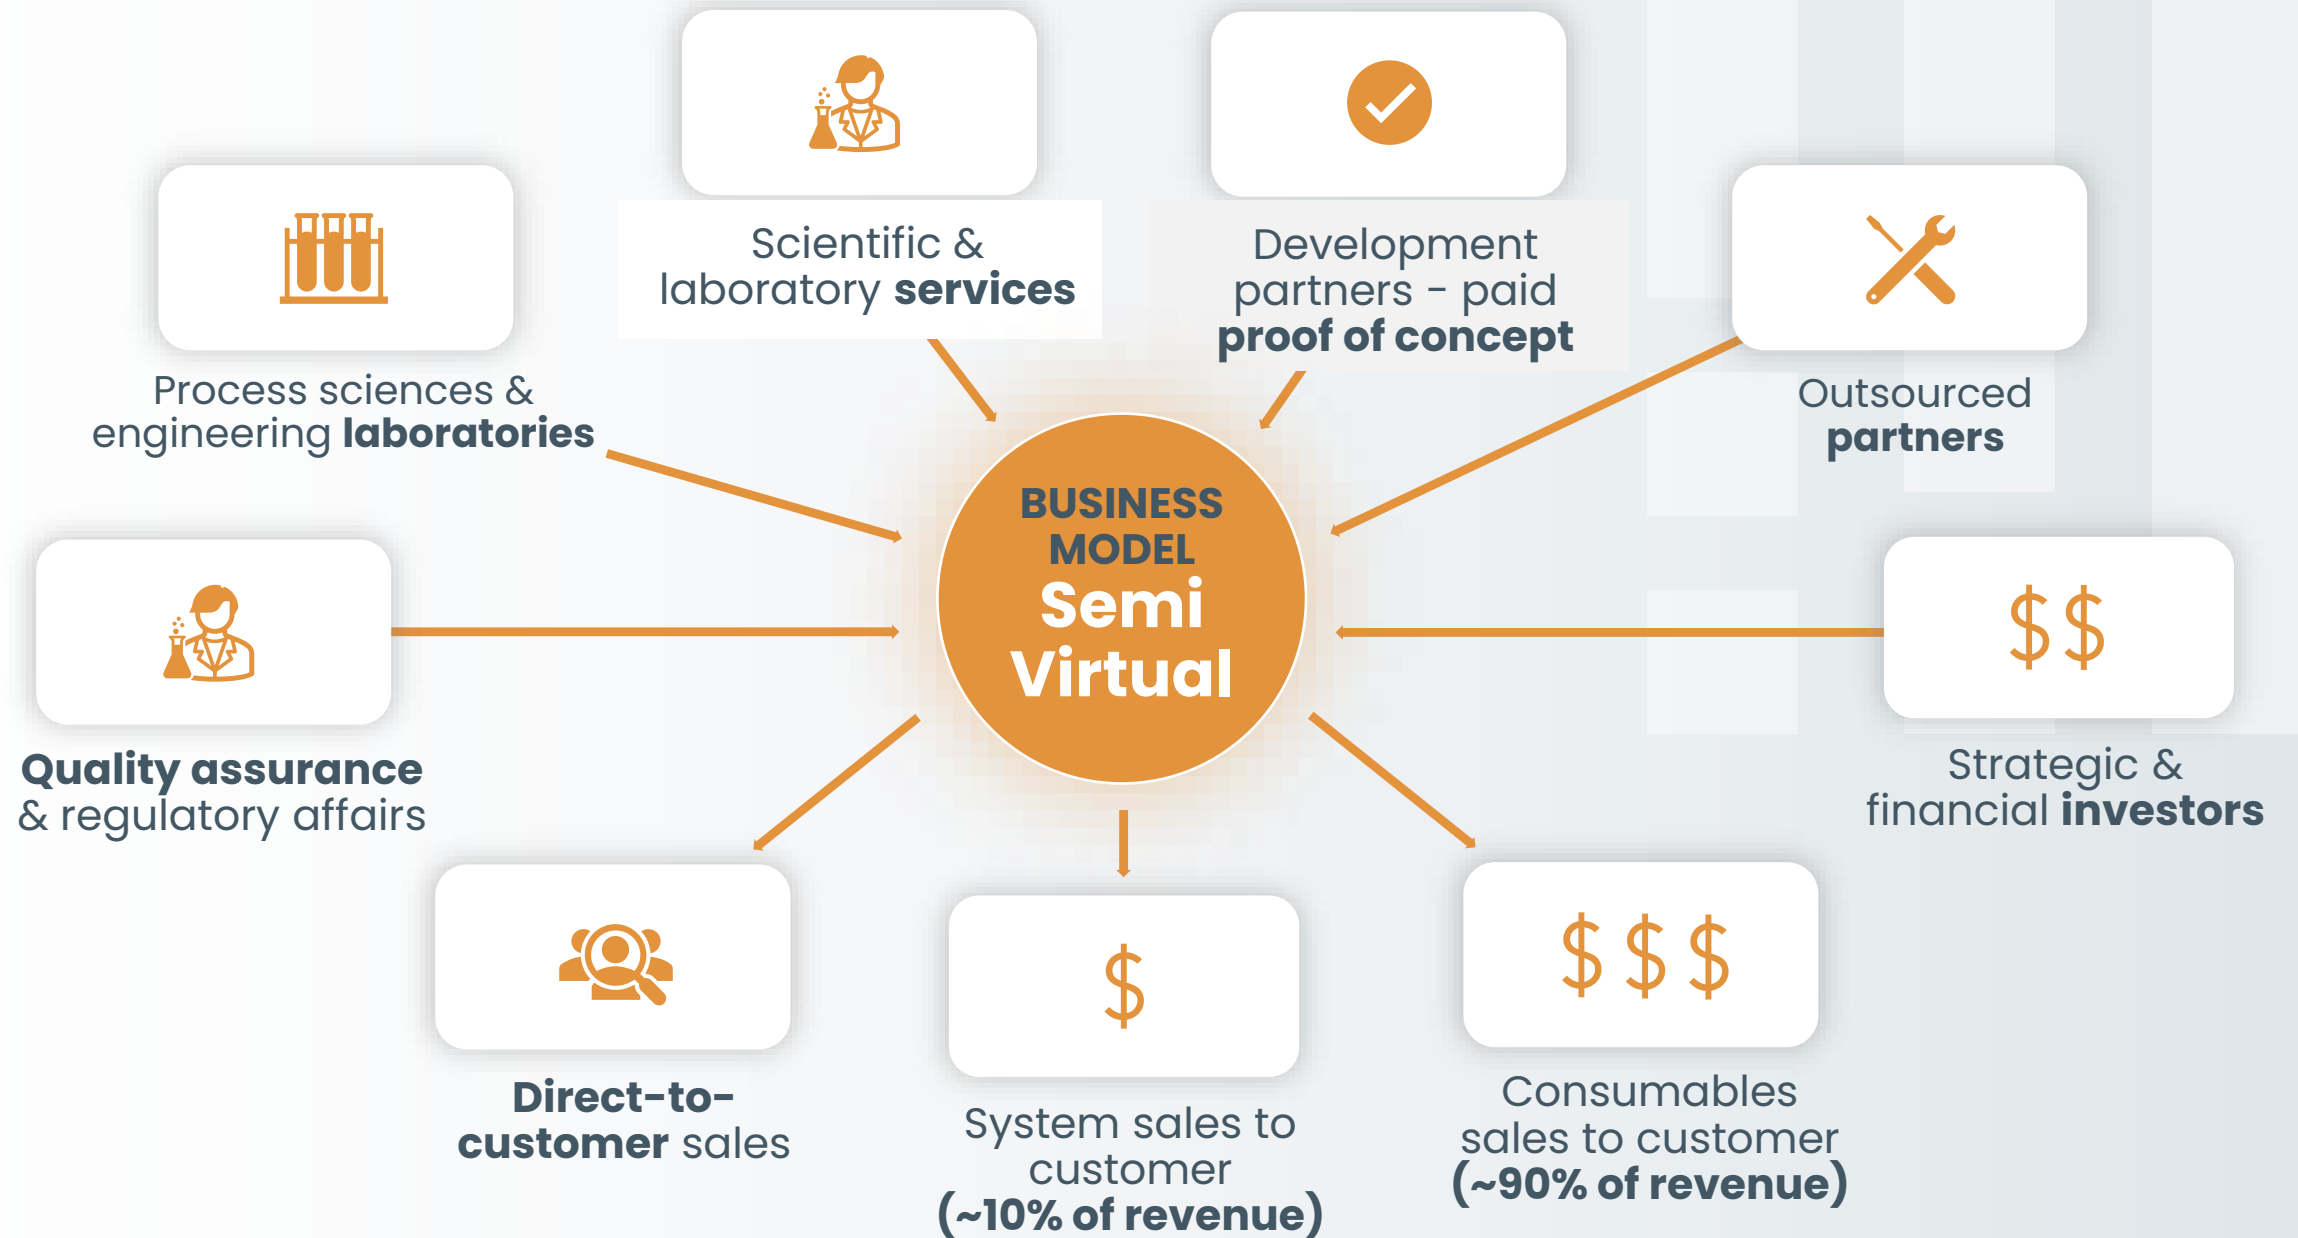 Scientific &
laboratory services
Development
partners - paid
proof of concept
Process sciences &
engineering laboratories
Outsourced
partners
BUSINESS
MODEL
Semi
Virtual
Quality assurance
& regulatory affairs
$$
Strategic &
financial investors
Direct-to-
customer sales
$
System sales to
customer
(~10% of revenue)
$ $ $
Consumables
sales to customer
(~90% of revenue)